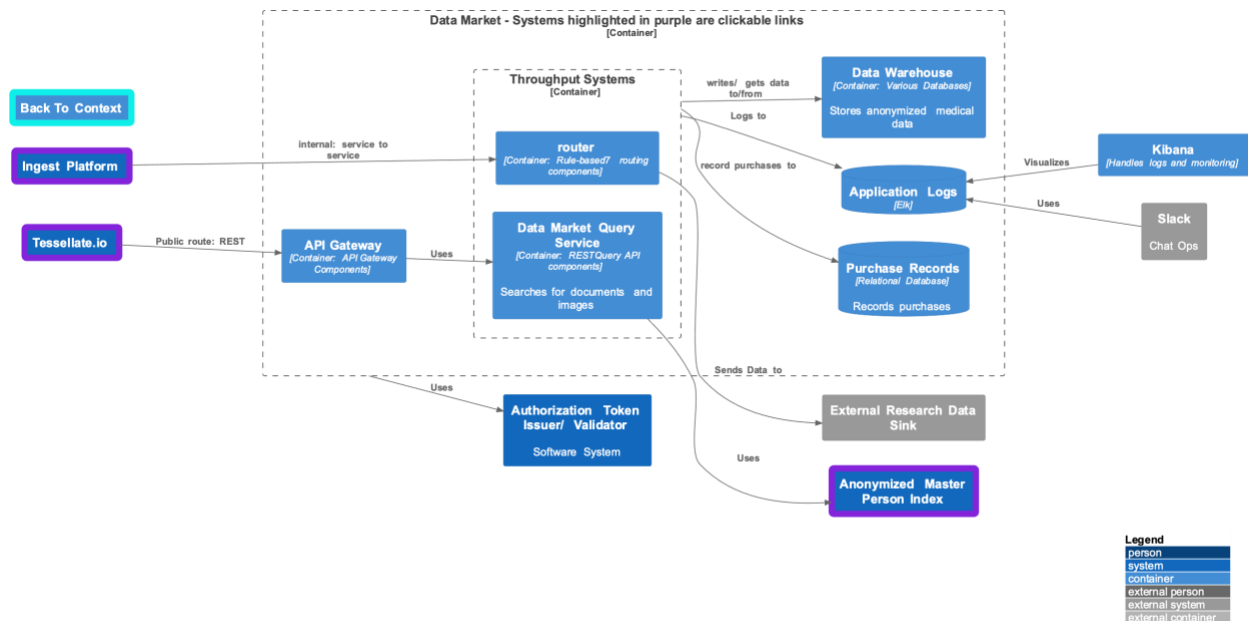 Data Market - Systems highlighted in purple are clickable links
[Container]
Throughput Systems
[Container]
Back To Context
Ingest Platform
internal: service to
service
router
[Container: Rule-based7 routing
components]
Tessellate.io
Public route: REST
API Gateway
[Container: API Gateway
Components]
Uses
Data Market Query
Service
[Container: RESTQuery API
components]
Searches for documents and
images
writes/ gets data
to/from
Logs to
record purchases to
Data Warehouse
[Container: Various Databases]
Stores anonymized medical
data
Application Logs
[Elk]
Purchase Records
[Relational Database]
Records purchases
Visualizes
Kibana
[Handles logs and monitoring]
Uses
Slack
Chat Ops
Uses
Authorization Token
Issuer/ Validator
Software System
Sends Data to
External Research Data
Sink
Uses
Anonymized Master
Person Index
Legend
person
system
container
external person
external system
external container